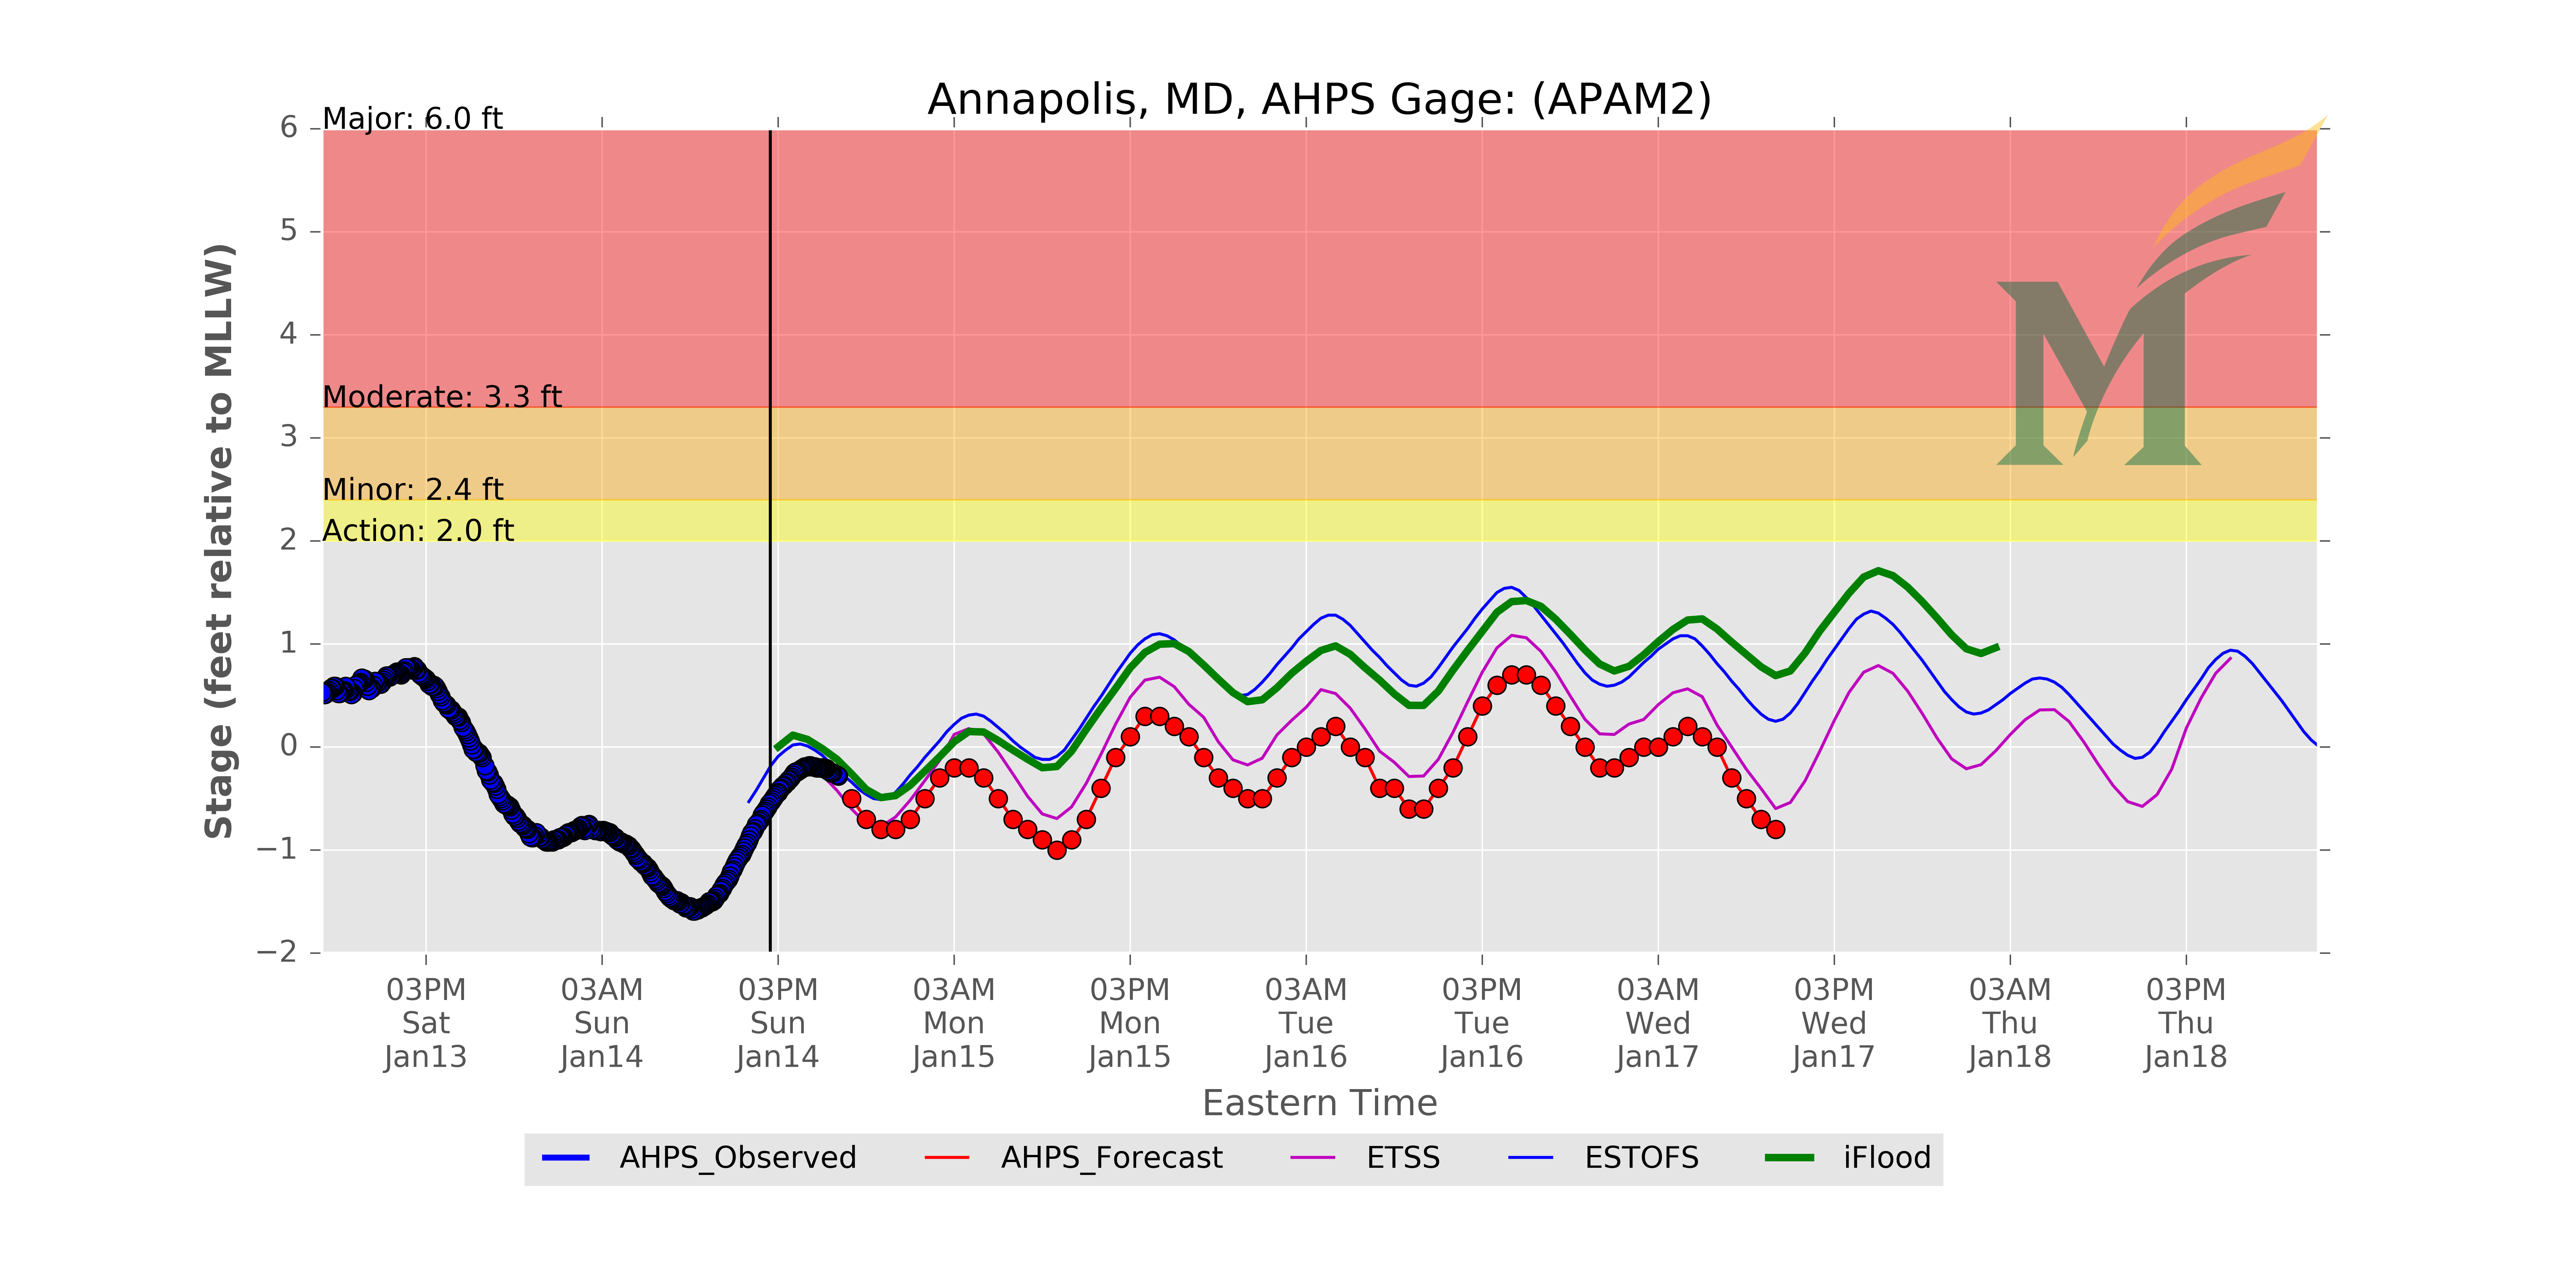 Annapolis, MD, AHPS Gage: (APAM2)
Major: 6.0 ft
Moderate: 3.3 ft
Minor: 2.4 ft
Action: 2.0 ft
6
5
4
3
2
1
0
−1
−2
Stage (feet relative to MLLW)
03PM 03AM 03PM 03AM 03PM 03AM 03PM 03AM 03PM 03AM 03PM
Sat Sun Sun Mon Mon Tue Tue Wed Wed Thu Thu
Jan13 Jan14 Jan14 Jan15 Jan15 Jan16 Jan16 Jan17 Jan17 Jan18 Jan18
Eastern Time
AHPS_Observed AHPS_Forecast ETSS ESTOFS iFlood
M